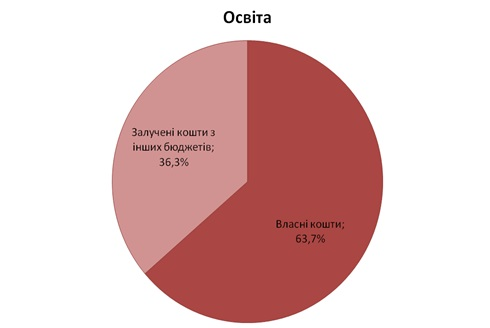 Освіта
Залучені кошти з
інших бюджетів;
36,3%
Власні кошти;
63,7%